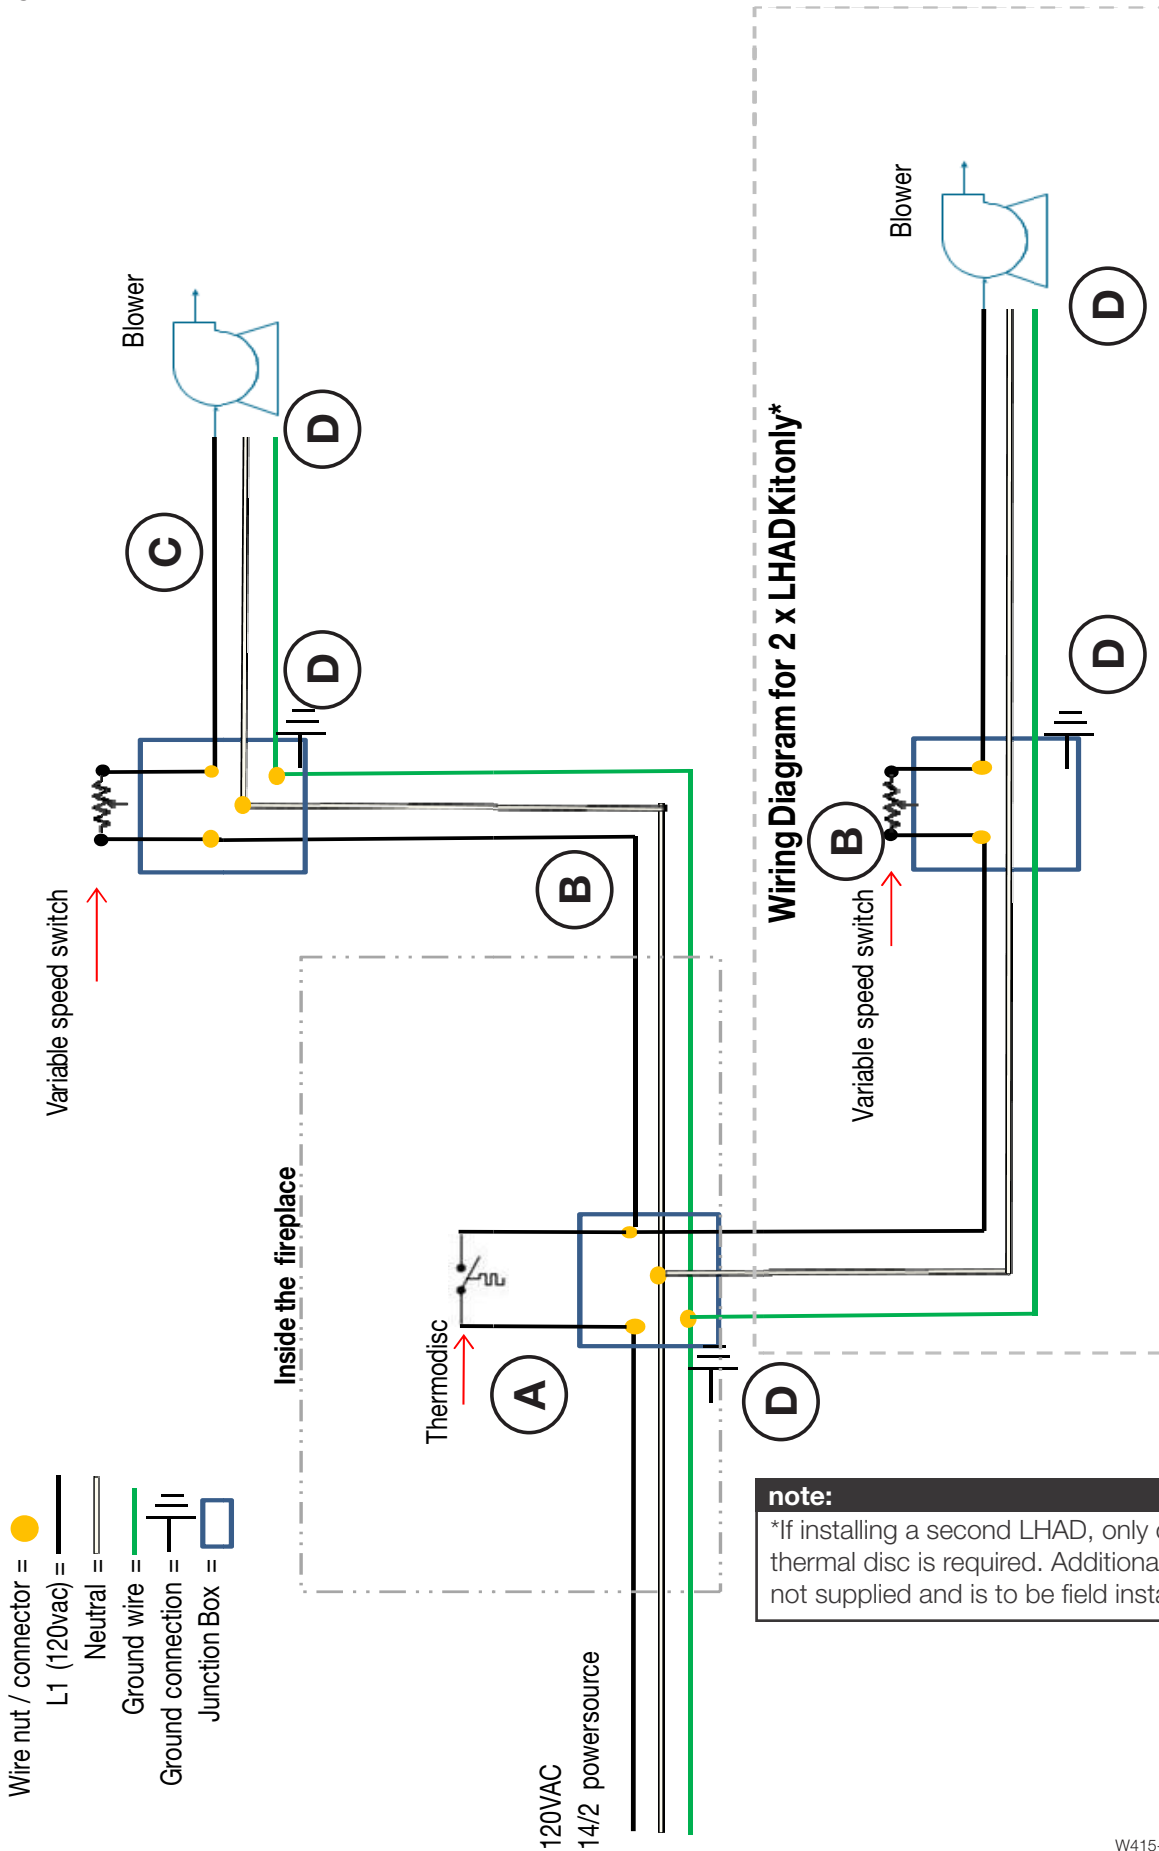 Wire nut / connector =
L1 (120vac) =
Neutral =
Ground wire =
Ground connection =
Junction Box =
120VAC
14/2 powersource
Inside the fireplace
Thermodisc
A
D
B
Variable speed switch
C
D
D
Blower
Wiring Diagram for 2 x LHADKitonly*
Variable speed switch
B
D
D
Blower
note:
*If installing a second LHAD, only
thermal disc is required.
not supplied and is to be field
W415-